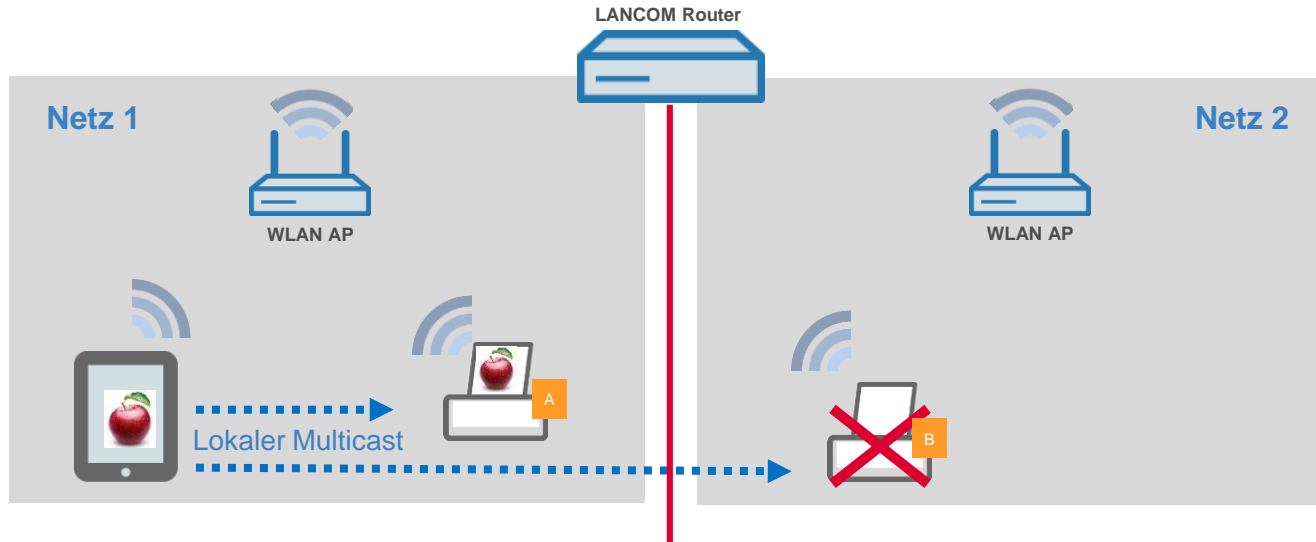 LANCOM Router
Netz 1
Netz 2
WLAN AP
WLAN AP
A
Lokaler Multicast
B